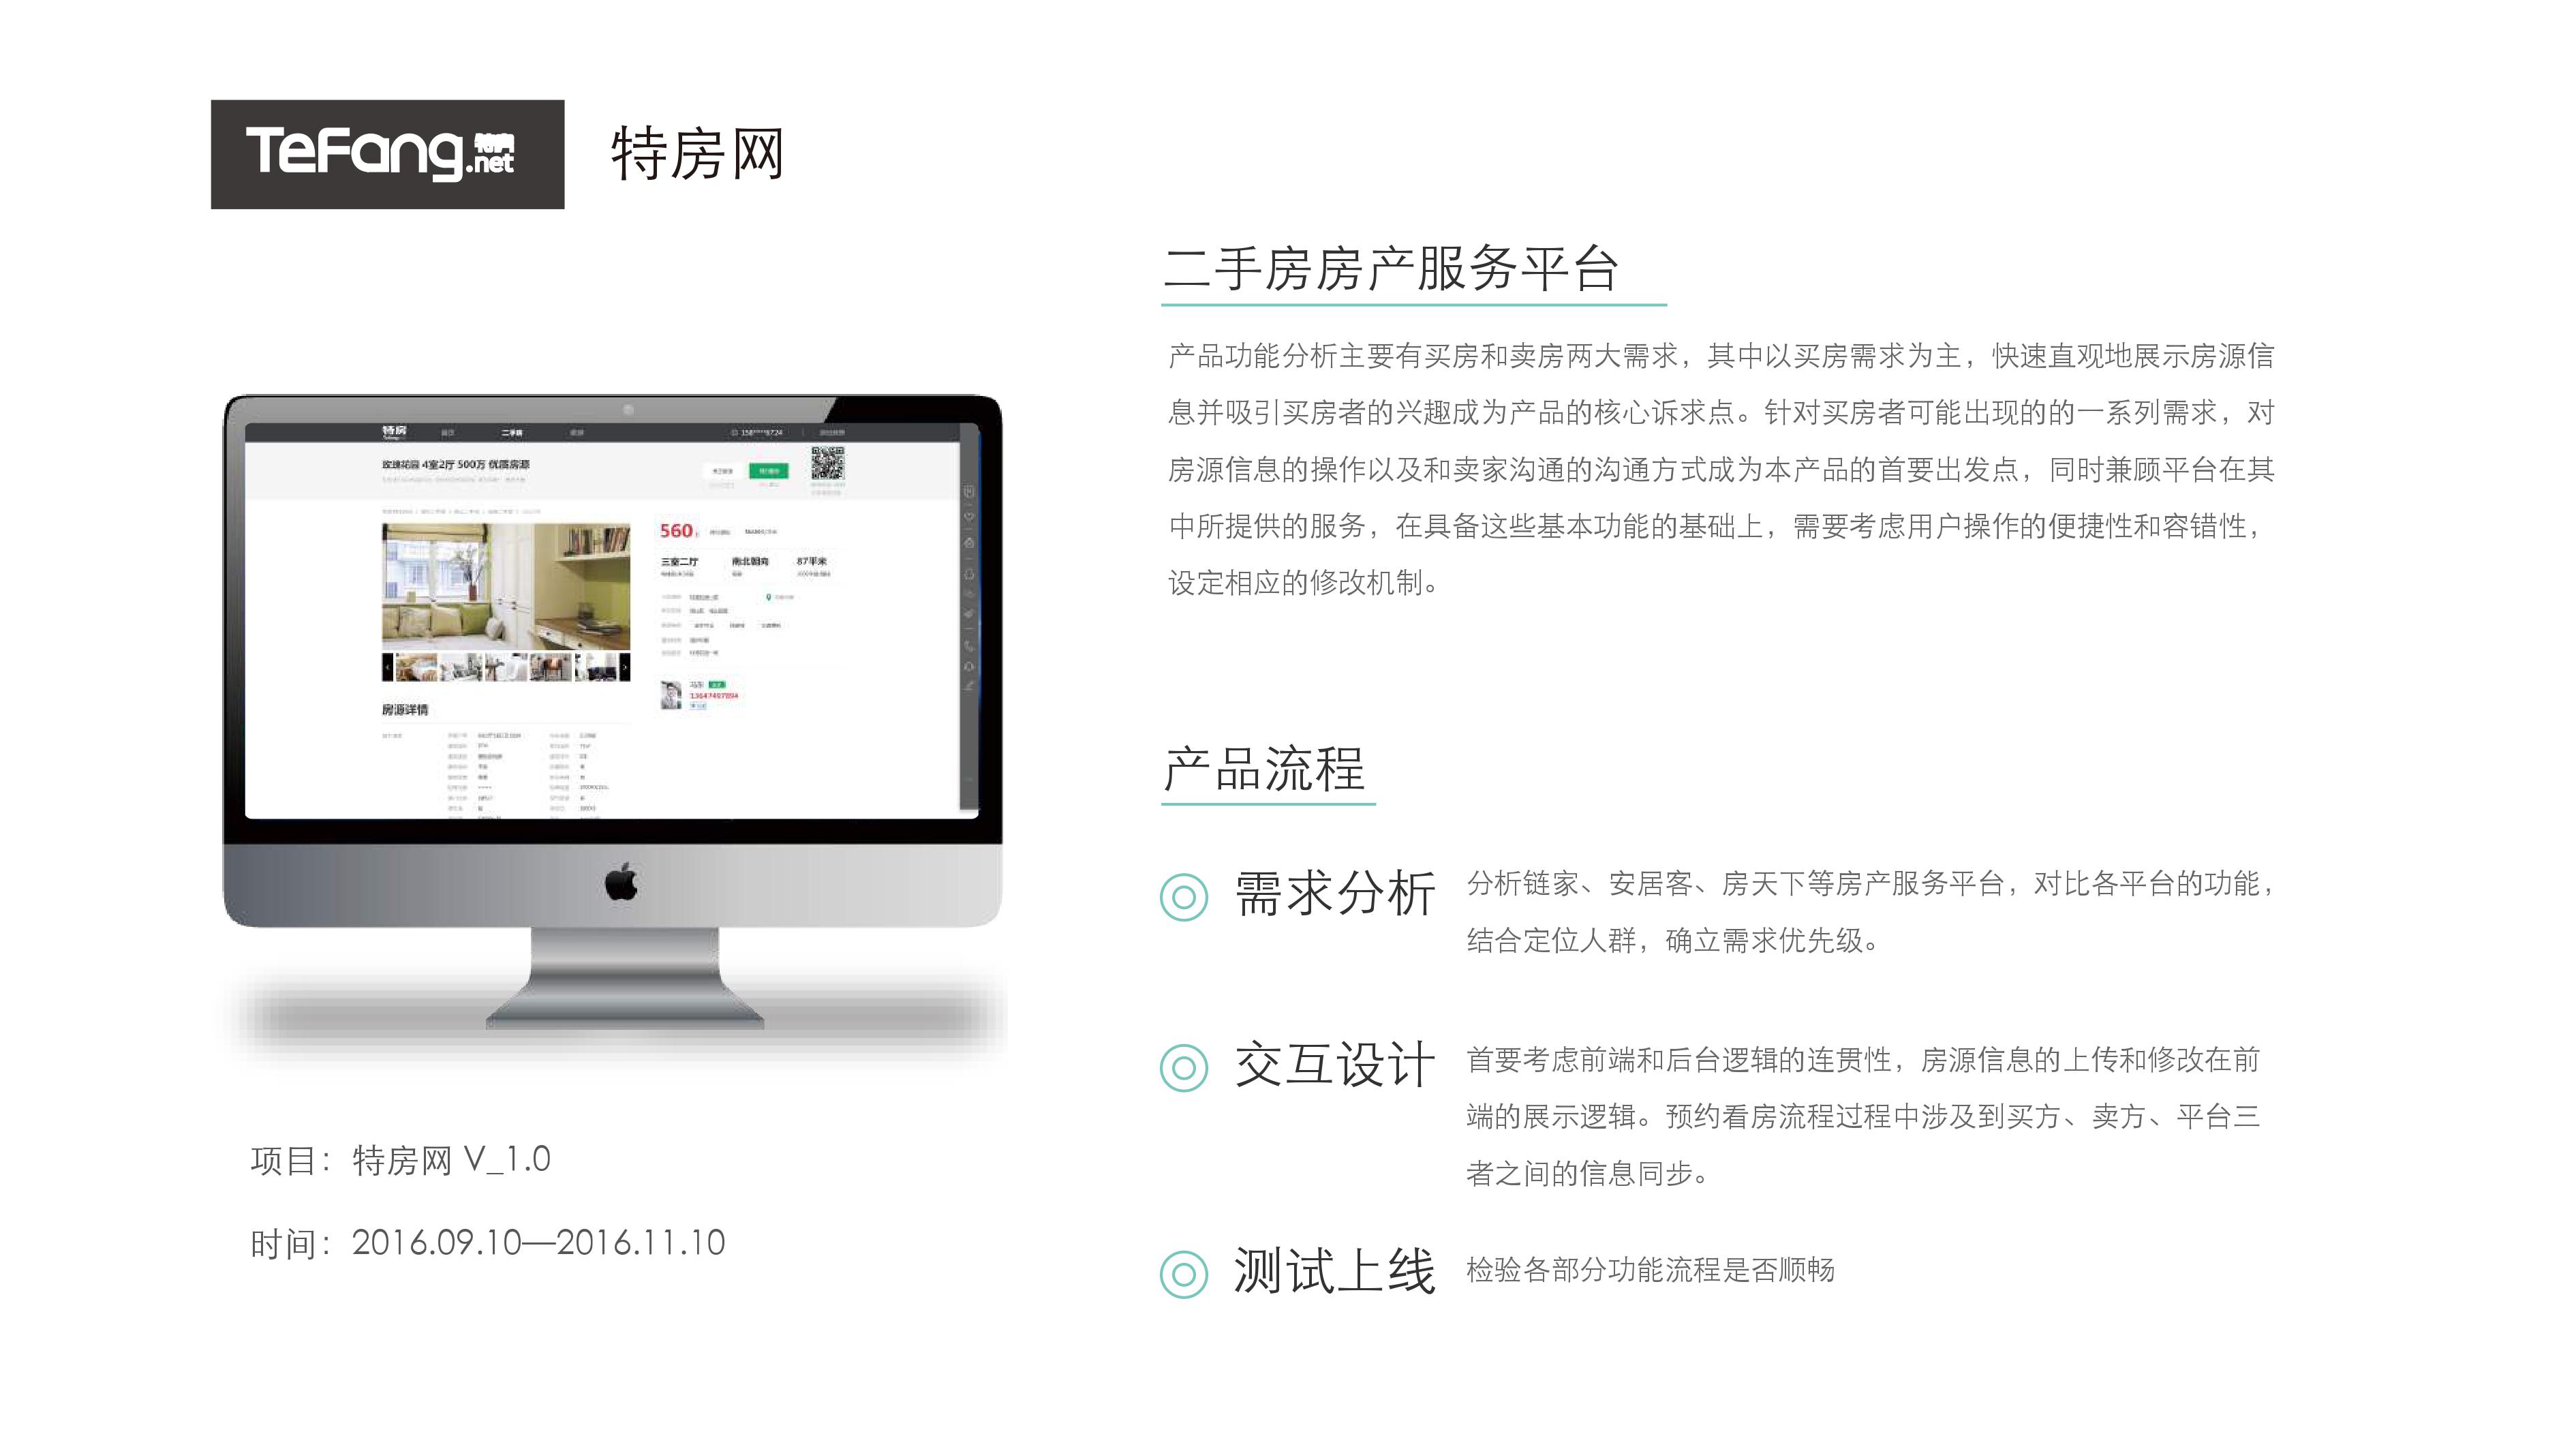 TeFang.net 特房
特房网
二手房房产服务平台
产品功能分析主要有买房和卖房两大需求，其中以买房需求为主，快速直观地展示房源信
息并吸引买房者的兴趣成为产品的核心诉求点。针对买房者可能出现的的一系列需求，对
房源信息的操作以及和卖家沟通的沟通方式成为本产品的首要出发点，同时兼顾平台在其
中所提供的服务，在具备这些基本功能的基础上，需要考虑用户操作的便捷性和容错性，
设定相应的修改机制。
特房
二手房
158****8724
玫瑰花园 4室2厅 500万 优质房源
560
三室二厅 南北朝向 87平米
马东
13647497894
房源详情
项目：特房网 V_1.0
时间：2016.09.10—2016.11.10
产品流程
需求分析
分析链家、安居客、房天下等房产服务平台，对比各平台的功能，
结合定位人群，确立需求优先级。
交互设计
首要考虑前端和后台逻辑的连贯性，房源信息的上传和修改在前
端的展示逻辑。预约看房流程过程中涉及到买方、卖方、平台三
者之间的信息同步。
测试上线
检验各部分功能流程是否顺畅